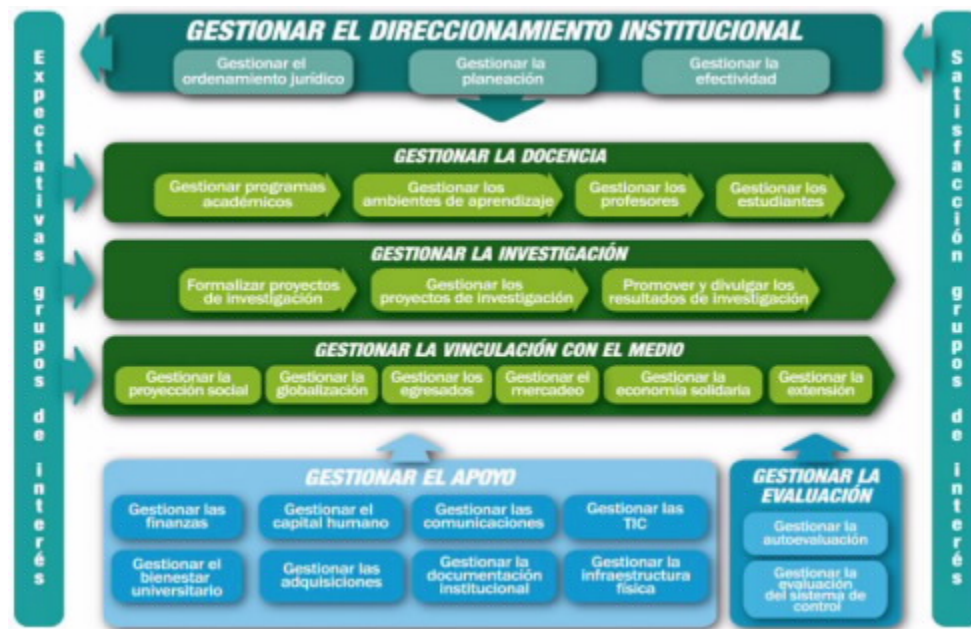 Expectativas grupos de interés
GESTIONAR EL DIRECCIONAMIENTO INSTITUCIONAL
Gestionar el
ordenamiento jurídico
Gestionar la
planeación
Gestionar la
efectividad
GESTIONAR LA DOCENCIA
Gestionar programas
académicos
Gestionar los
ambientes de aprendizaje
Gestionar los
profesores
Gestionar los
estudiantes
GESTIONAR LA INVESTIGACIÓN
Formalizar proyectos
de investigación
Gestionar los
proyectos de investigación
Promover y divulgar los
resultados de investigación
GESTIONAR LA VINCULACIÓN CON EL MEDIO
Gestionar la
proyección social
Gestionar la
globalización
Gestionar los
egresados
Gestionar el
mercadeo
Gestionar la
economía solidaria
Gestionar la
extensión
GESTIONAR EL APOYO
Gestionar las
finanzas
Gestionar el
capital humano
Gestionar las
comunicaciones
Gestionar las
TIC
Gestionar el
bienestar
universitario
Gestionar las
adquisiciones
Gestionar la
documentación
institucional
Gestionar la
infraestructura
física
GESTIONAR LA
EVALUACIÓN
Gestionar la
autoevaluación
Gestionar la
evaluación
del sistema de
control
Satisfacción grupos de interés